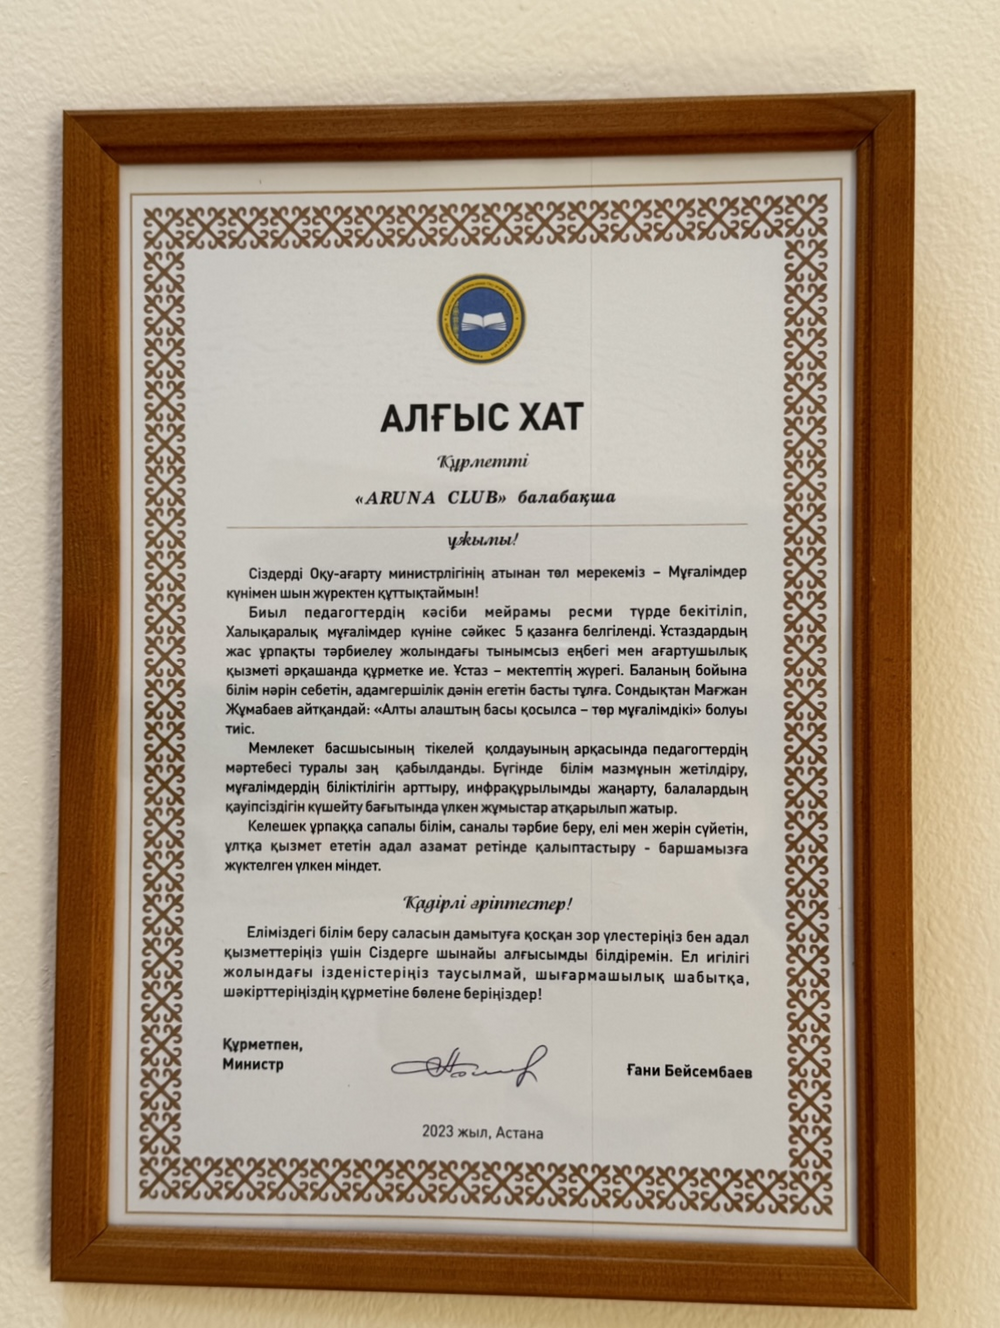 АЛҒЫС ХАТ
Құрметті
«ARUNA CLUB» балабақша
ұжымы!
Сіздерді Оқу-ағарту министрлігінің атынан төл мерекеміз – Мұғалімдер
күнімен шын жүректен құттықтаймын!
Биыл педагогтердің кәсіби мейрамы ресми түрде бекітіліп,
Халықаралық мұғалімдер күніне сәйкес 5 қазанға белгіленді. Ұстаздардың
жас ұрпақты тәрбиелеу жолындағы тынымсыз еңбегі мен ағартушылық
қызметі әрқашанда құрметке ие. Ұстаз – мектептің жүрегі. Баланың бойына
білім нәрін себетін, адамгершілік дәнін егетін басты тұлға. Сондықтан Мағжан
Жұмабаев айтқандай: «Алты алаштың басы қосылса – төр мұғалімдікі» болуы
тиіс.
Мемлекет басшысының тікелей қолдауының арқасында педагогтердің
мәртебесі туралы заң қабылданды. Бүгінде білім мазмұнын жетілдіру,
мұғалімдердің біліктілігін арттыру, инфрақұрылымды жаңарту, балалардың
қауіпсіздігін күшейту бағытында үлкен жұмыстар атқарылып жатыр.
Келешек ұрпаққа сапалы білім, саналы тәрбие беру, елі мен жерін сүйетін,
ұлтқа қызмет ететін адал азамат ретінде қалыптастыру - баршамызға
жүктелген үлкен міндет.
Қадірлі әріптестер!
Еліміздегі білім беру саласын дамытуға қосқан зор үлестеріңіз бен адал
қызметтеріңіз үшін Сіздерге шынайы алғысымды білдіремін. Ел игілігі
жолындағы ізденістеріңіз таусылмай, шығармашылық шабытқа,
шәкірттеріңіздің құрметіне бөлене беріңіздер!
Құрметпен,
Министр
Ғани Бейсембаев
2023 жыл, Астана